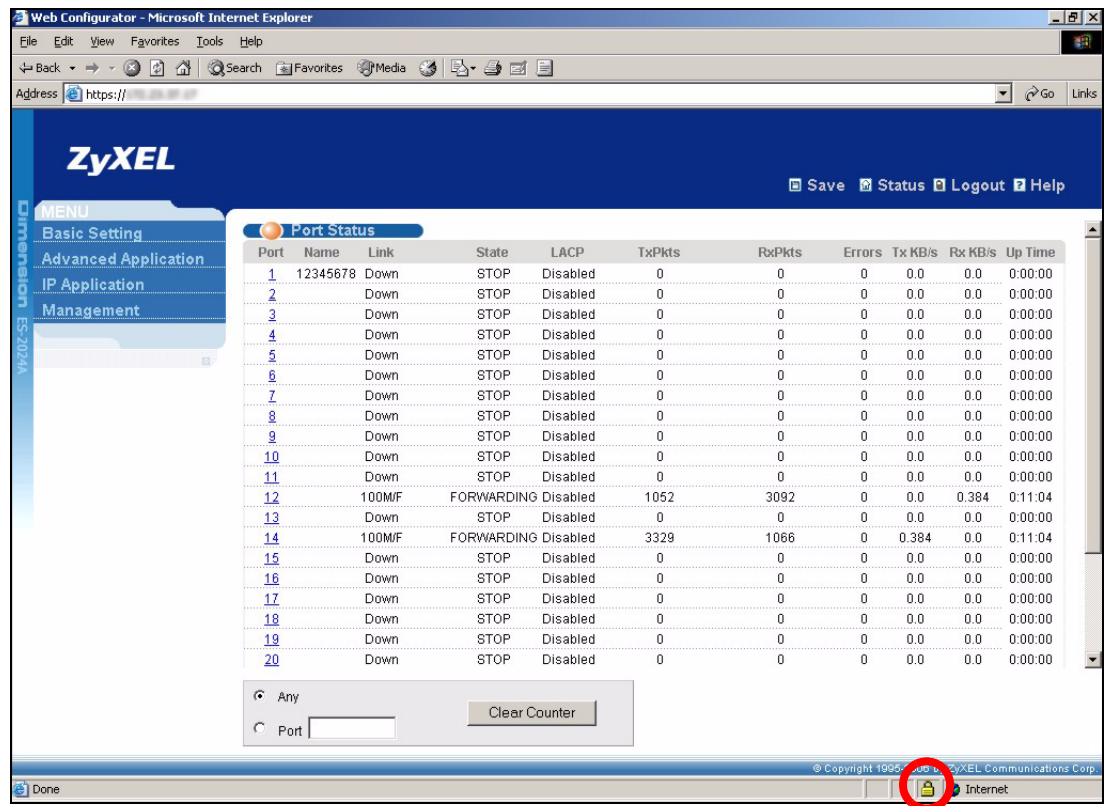 Web Configurator - Microsoft Internet Explorer
File Edit View Favorites Tools Help
Back Search Favorites Media
Address https:// Go Links
ZyXEL
Save Status Logout Help
Dimension ES-2024A
MENU
Basic Setting
Advanced Application
IP Application
Management
Port Status
Port Name Link State LACP TxPkts RxPkts Errors Tx KB/s Rx KB/s Up Time
1 12345678 Down STOP Disabled 0 0 0 0.0 0.0 0:00:00
2 Down STOP Disabled 0 0 0 0.0 0.0 0:00:00
3 Down STOP Disabled 0 0 0 0.0 0.0 0:00:00
4 Down STOP Disabled 0 0 0 0.0 0.0 0:00:00
5 Down STOP Disabled 0 0 0 0.0 0.0 0:00:00
6 Down STOP Disabled 0 0 0 0.0 0.0 0:00:00
7 Down STOP Disabled 0 0 0 0.0 0.0 0:00:00
8 Down STOP Disabled 0 0 0 0.0 0.0 0:00:00
9 Down STOP Disabled 0 0 0 0.0 0.0 0:00:00
10 Down STOP Disabled 0 0 0 0.0 0.0 0:00:00
11 Down STOP Disabled 0 0 0 0.0 0.0 0:00:00
12 100M/F FORWARDING Disabled 1052 3092 0 0.0 0.384 0:11:04
13 Down STOP Disabled 0 0 0 0.0 0.0 0:00:00
14 100M/F FORWARDING Disabled 3329 1066 0 0.384 0.0 0:11:04
15 Down STOP Disabled 0 0 0 0.0 0.0 0:00:00
16 Down STOP Disabled 0 0 0 0.0 0.0 0:00:00
17 Down STOP Disabled 0 0 0 0.0 0.0 0:00:00
18 Down STOP Disabled 0 0 0 0.0 0.0 0:00:00
19 Down STOP Disabled 0 0 0 0.0 0.0 0:00:00
20 Down STOP Disabled 0 0 0 0.0 0.0 0:00:00
Any
Port
Clear Counter
© Copyright ZyXEL Communications Corp.
Done Internet